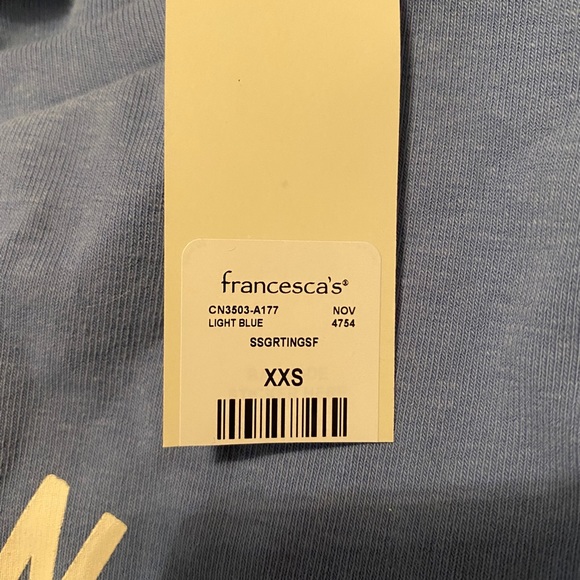 francesca's®
CN3503-A177 NOV
LIGHT BLUE 4754
SSGRTINGSF
XXS